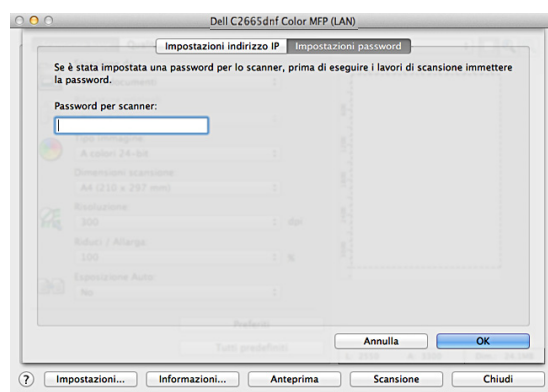 Dell C2665dnf Color MFP (LAN)
Impostazioni indirizzo IP
Impostazioni password
Se è stata impostata una password per lo scanner, prima di eseguire i lavori di scansione immettere
la password.
Password per scanner:
Tipo immagine:
A colori 24-bit
Dimensioni scansione:
A4 (210 x 297 mm)
Risoluzione:
300
dpi
Riduci / Allarga:
100
%
Esposizione Auto:
No
Preferiti
Tutti predefiniti
Annulla
OK
?
Impostazioni...
Informazioni...
Anteprima
Scansione
Chiudi